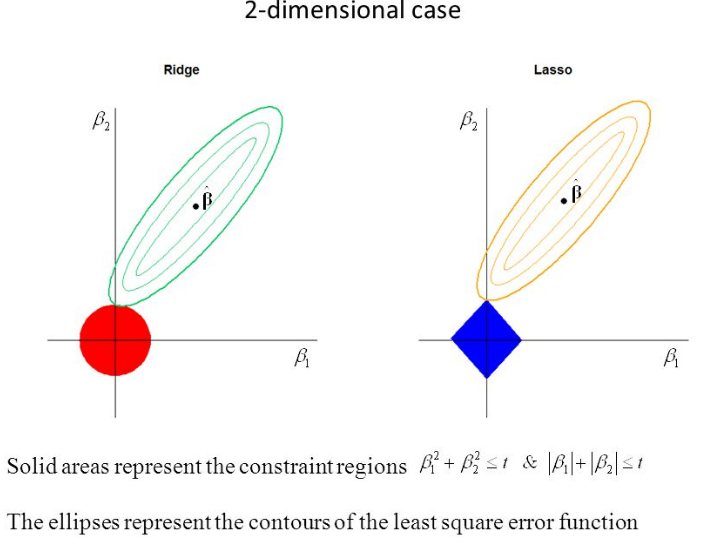 2-dimensional case
Ridge
Lasso
β₂
β₂
β̂
β̂
β₁
β₁
Solid areas represent the constraint regions β₁² + β₂² ≤ t & |β₁|+|β₂| ≤ t
The ellipses represent the contours of the least square error function